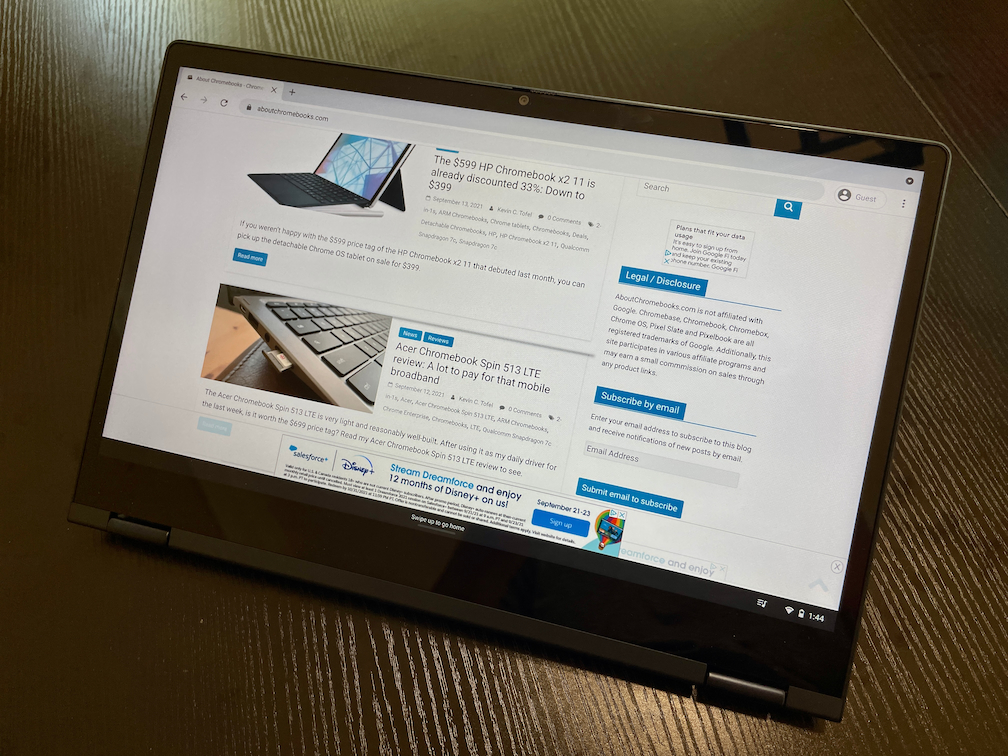 About Chromebooks - Chrom
aboutchromebooks.com
Guest
The $599 HP Chromebook x2 11 is
already discounted 33%: Down to
$399
September 13, 2021 Kevin C. Tofel 0 Comments 2-
in-1s, ARM Chromebooks, Chrome tablets, Chromebooks, Deals,
Detachable Chromebooks, HP, HP Chromebook x2 11, Qualcomm
Snapdragon 7c, Snapdragon 7c
If you weren't happy with the $599 price tag of the HP Chromebook x2 11 that debuted last month, you can
pick up the detachable Chrome OS tablet on sale for $399.
Read more
News Reviews
Acer Chromebook Spin 513 LTE
review: A lot to pay for that mobile
broadband
September 12, 2021 Kevin C. Tofel 0 Comments 2-
in-1s, Acer, Acer Chromebook Spin 513 LTE, ARM Chromebooks,
Chrome Enterprise, Chromebooks, LTE, Qualcomm Snapdragon 7c
The Acer Chromebook Spin 513 LTE is very light and reasonably well-built. After using it as my daily driver for
the last week, is it worth the $699 price tag? Read my Acer Chromebook Spin 513 LTE review to see.
Search
Plans that fit your data
usage
It's easy to sign up from
home. Join Google Fi today
and keep your existing
phone number. Google Fi
Legal / Disclosure
AboutChromebooks.com is not affiliated with
Google. Chromebase, Chromebook, Chromebox,
Chrome OS, Pixel Slate and Pixelbook are all
registered trademarks of Google. Additionally, this
site participates in various affiliate programs and
may earn a small commmission on sales through
any product links.
Subscribe by email
Enter your email address to subscribe to this blog
and receive notifications of new posts by email.
Email Address
Submit email to subscribe
salesforce+
Disney+
Stream Dreamforce and enjoy
12 months of Disney+ on us!
September 21-23
Sign up
eamforce and enjoy
Swipe up to go home
1:44